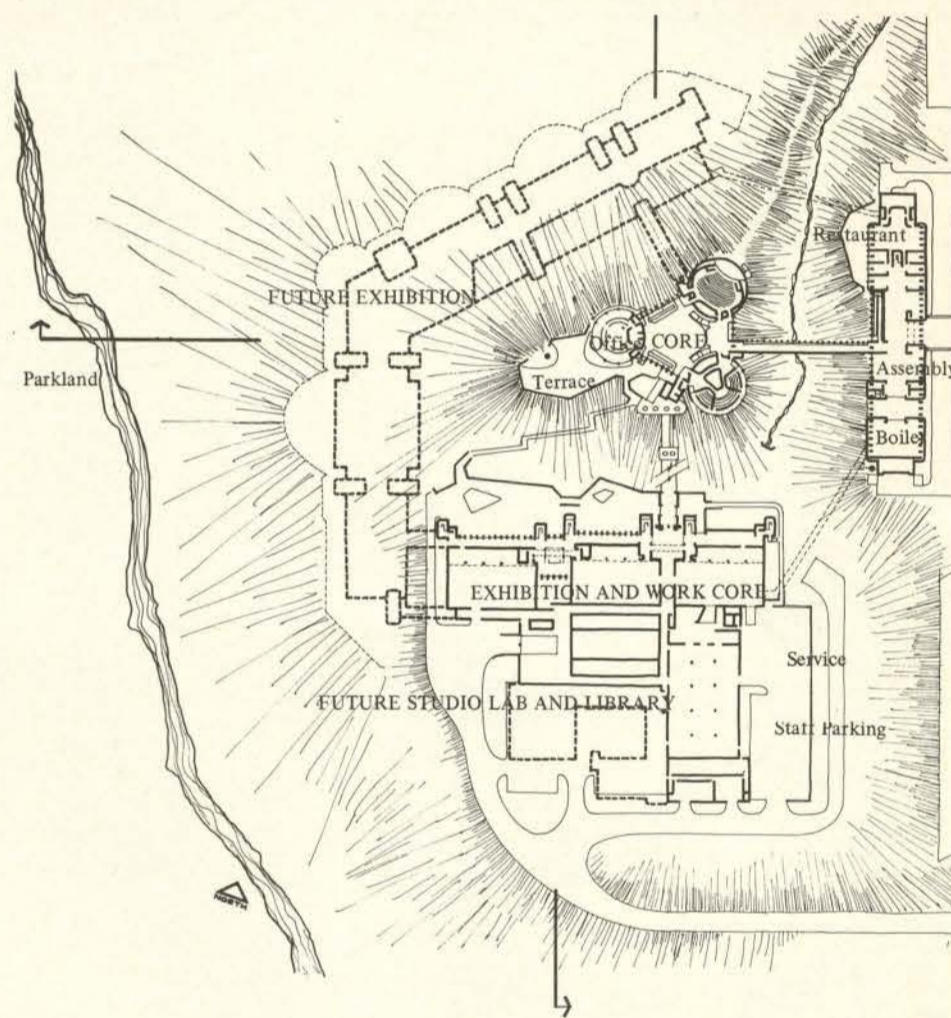 Restaurant
FUTURE EXHIBITION
Office CORE
Parkland
Terrace
Assembly
Boile
EXHIBITION AND WORK CORE
Service
FUTURE STUDIO LAB AND LIBRARY
Staff Parking
NORTH